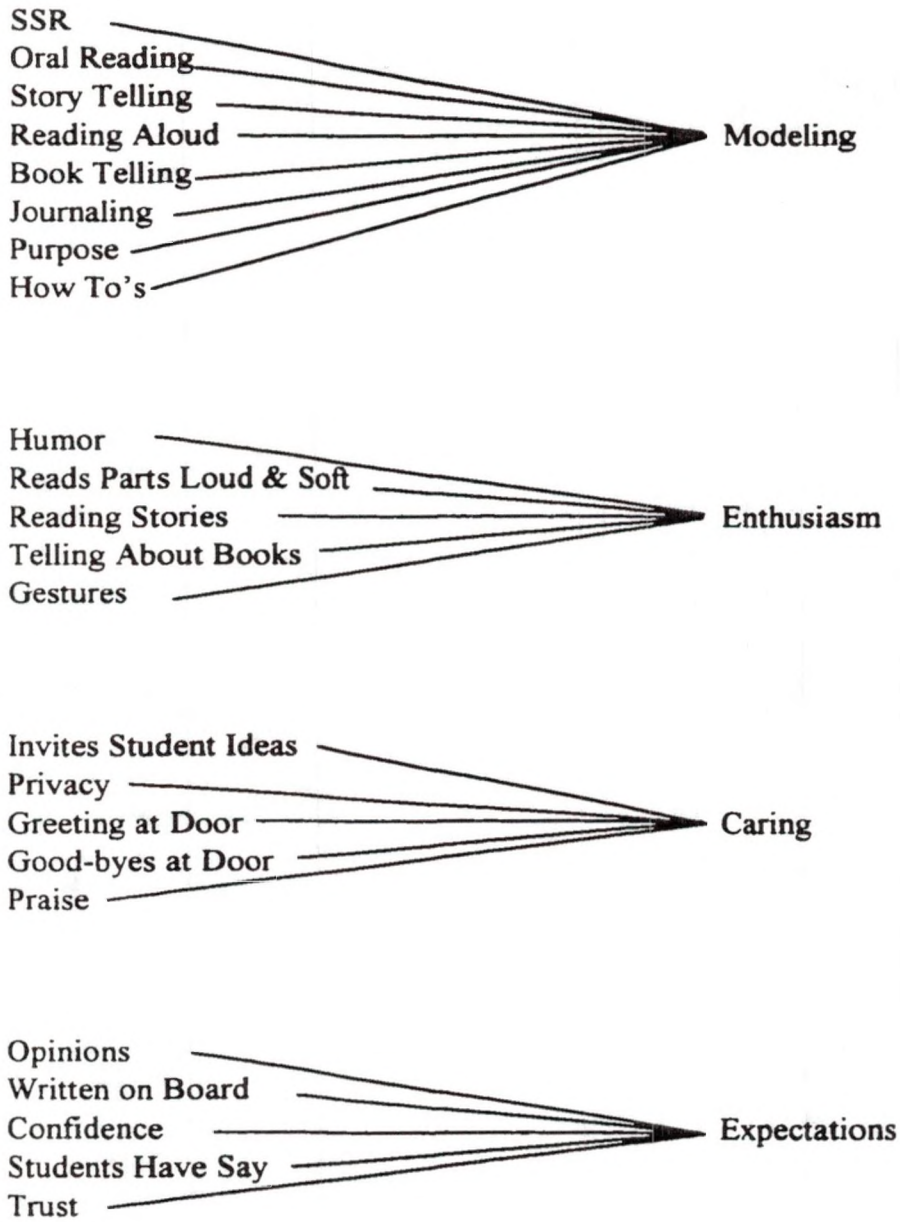 SSR
Oral Reading
Story Telling
Reading Aloud
Modeling
Book Telling
Journaling
Purpose
How To's
Humor
Reads Parts Loud & Soft
Reading Stories
Enthusiasm
Telling About Books
Gestures
Invites Student Ideas
Privacy
Greeting at Door
Caring
Good-byes at Door
Praise
Opinions
Written on Board
Confidence
Expectations
Students Have Say
Trust